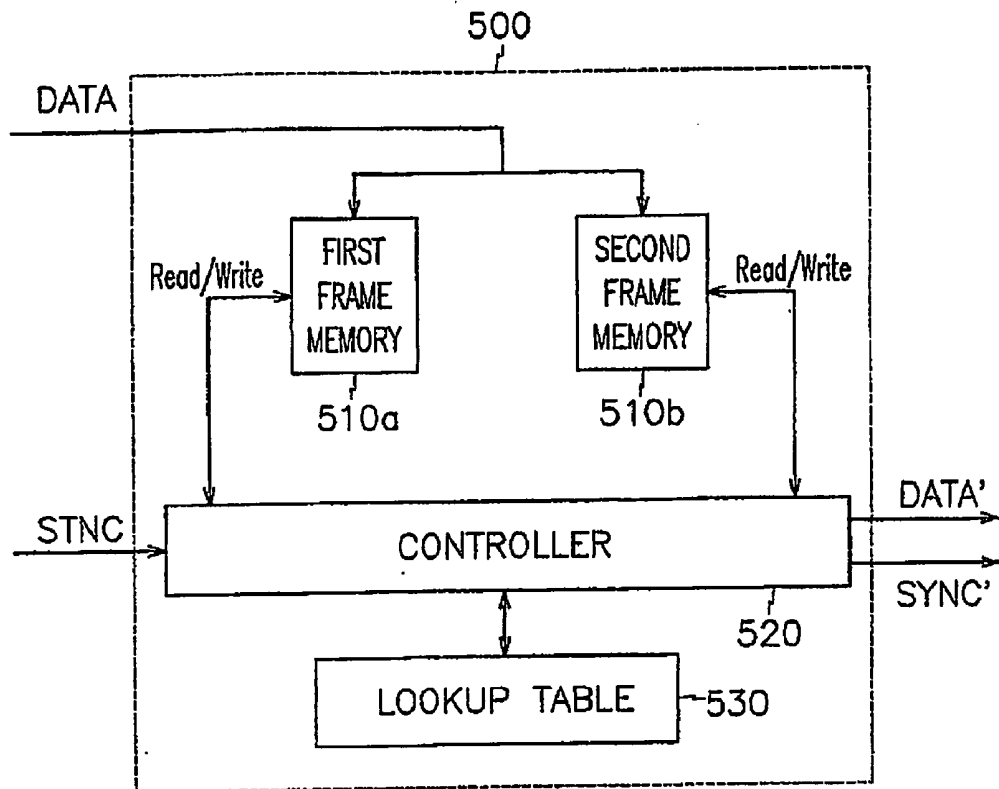 500
DATA
FIRST
FRAME
MEMORY
SECOND
FRAME
MEMORY
Read/Write
Read/Write
510a
510b
STNC
CONTROLLER
DATA'
SYNC'
520
LOOKUP TABLE
530